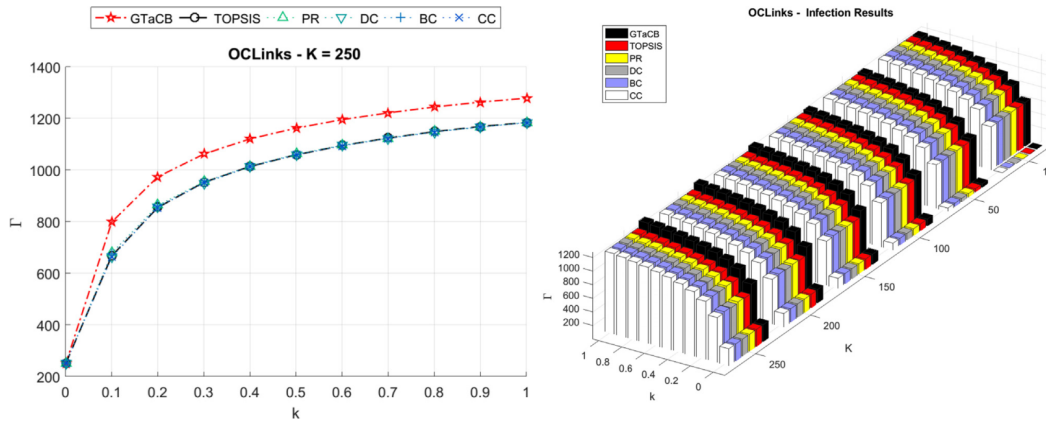 GTaCB TOPSIS PR DC BC CC
OCLinks - K = 250
1400
1200
1000
800
600
400
200
Γ
0 0.1 0.2 0.3 0.4 0.5 0.6 0.7 0.8 0.9 1
k
OCLinks - Infection Results
GTaCB
TOPSIS
PR
DC
BC
CC
1200
1000
800
600
400
200
Γ
1 0.8 0.6 0.4 0.2 0
k
1
50
100
150
200
250
K